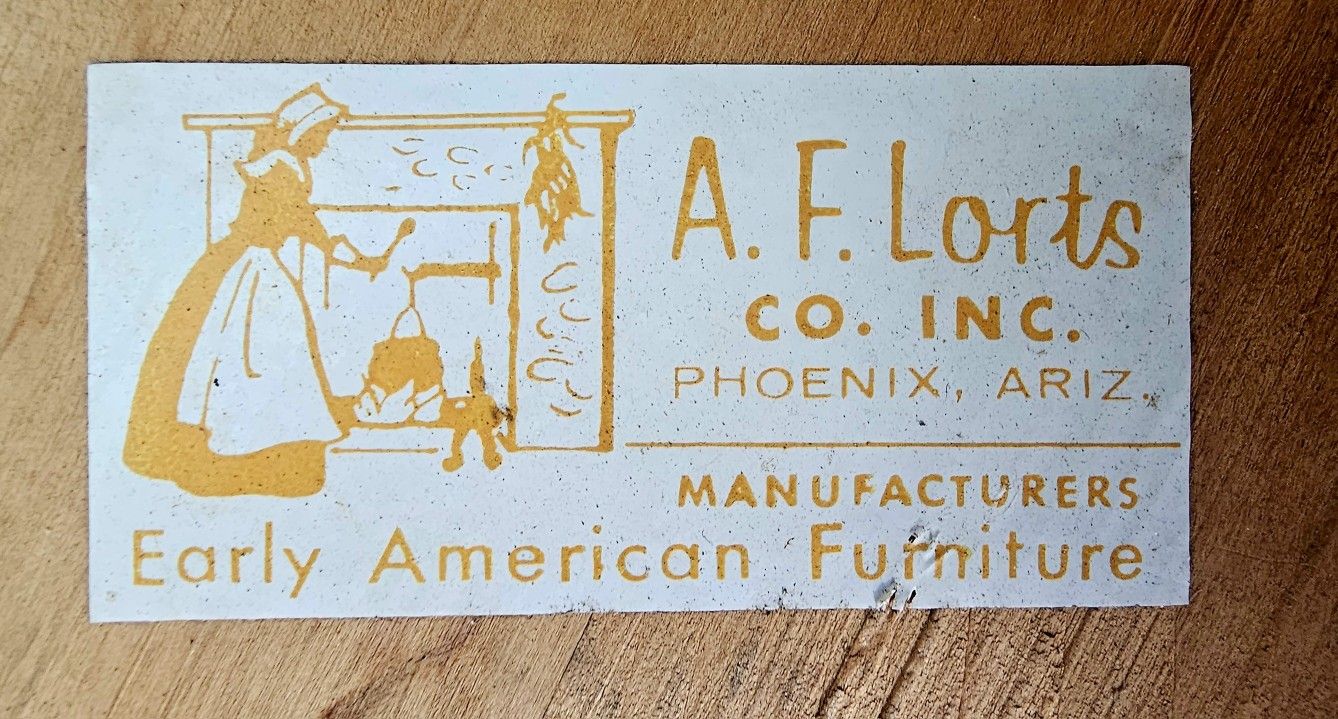 A. F. Lorts
CO. INC.
PHOENIX, ARIZ.
MANUFACTURERS
Early American Furniture